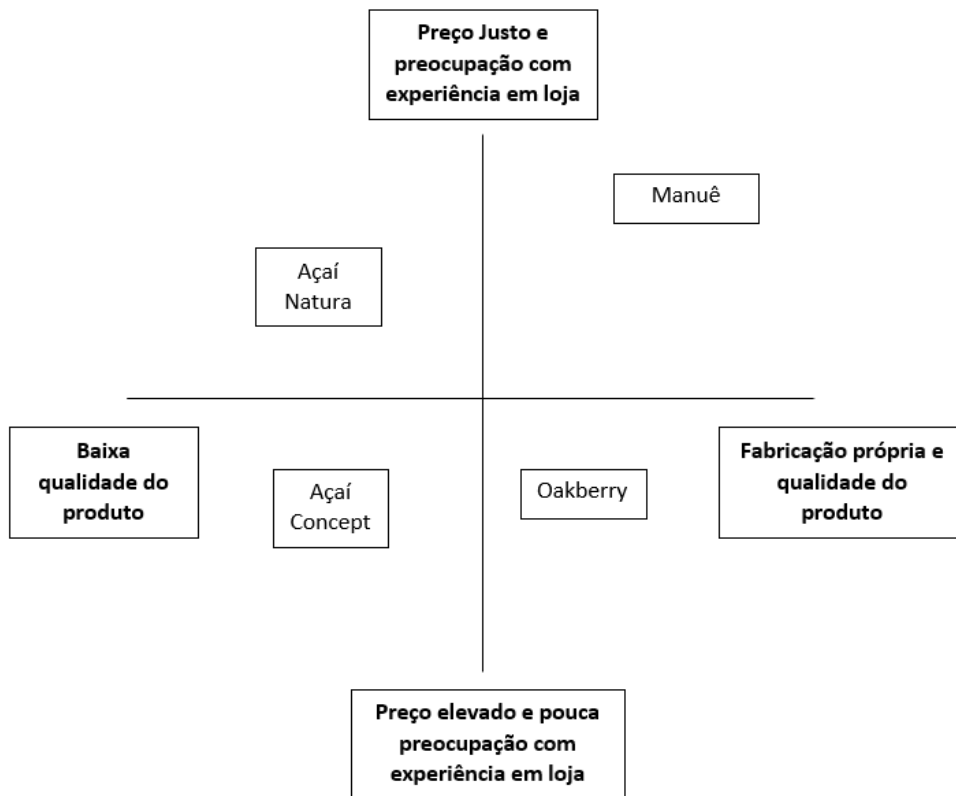 Preço Justo e
preocupação com
experiência em loja
Manuê
Açaí
Natura
Baixa
qualidade do
produto
Fabricação própria e
qualidade do
produto
Açaí
Concept
Oakberry
Preço elevado e pouca
preocupação com
experiência em loja